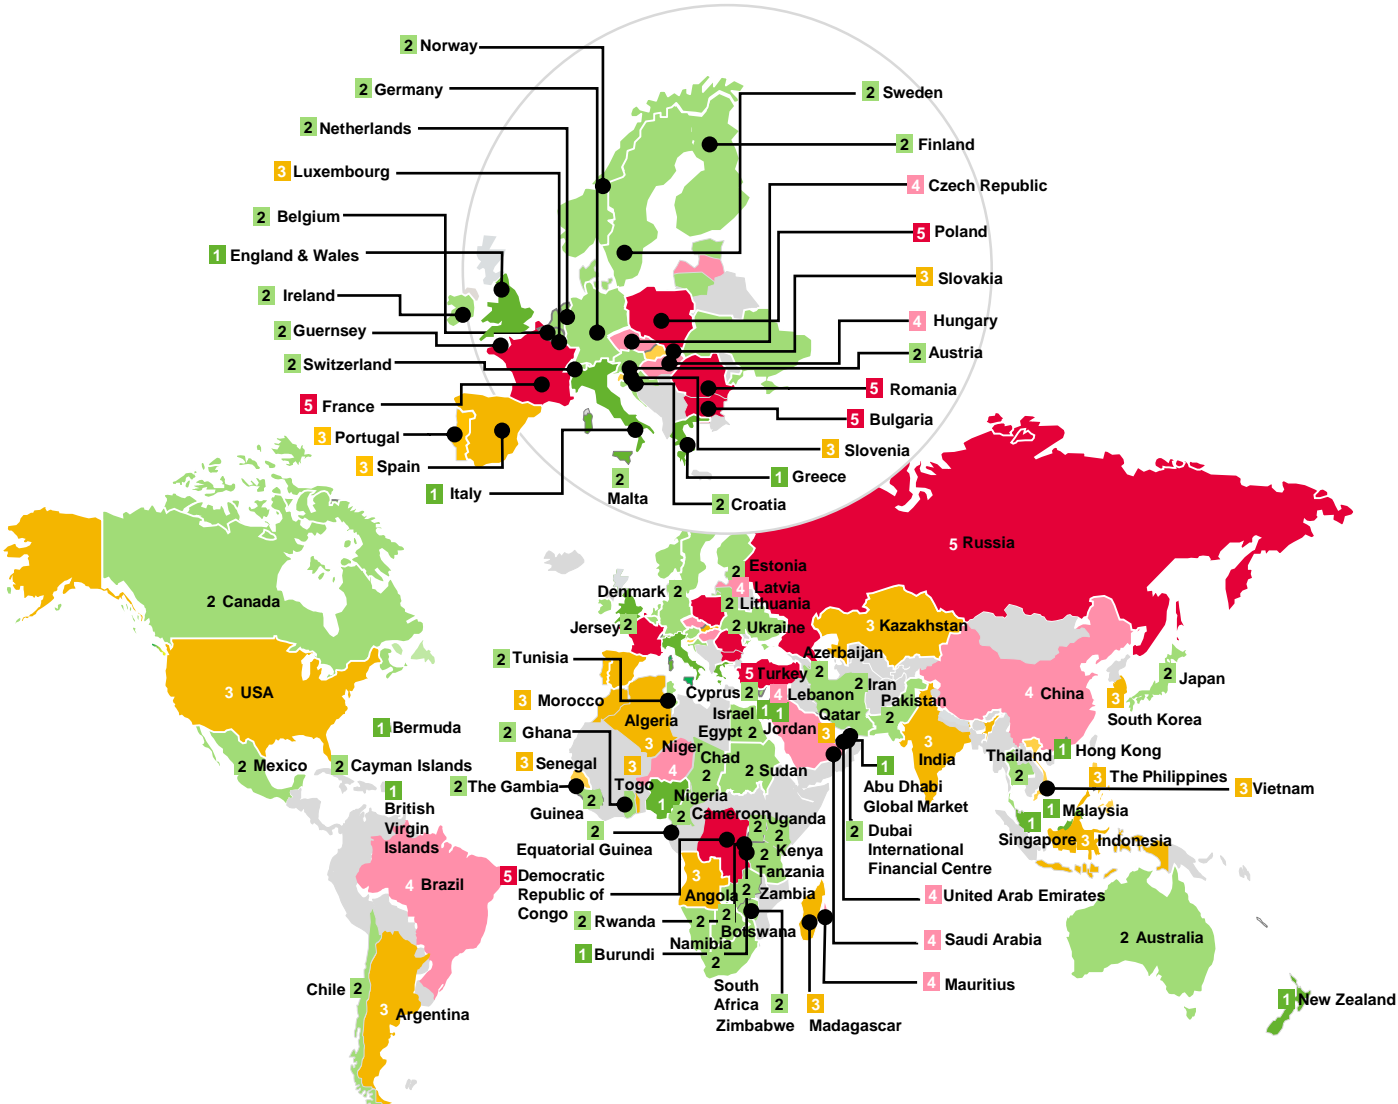 2 Norway
2 Germany
2 Netherlands
3 Luxembourg
2 Belgium
1 England & Wales
2 Ireland
2 Guernsey
2 Switzerland
5 France
3 Portugal
3 Spain
1 Italy
2 Sweden
2 Finland
4 Czech Republic
5 Poland
3 Slovakia
4 Hungary
2 Austria
5 Romania
5 Bulgaria
3 Slovenia
1 Greece
2 Croatia
2
Malta
5 Russia
2 Canada
3 USA
2 Mexico
1 Bermuda
2 Cayman Islands
1
British
Virgin
Islands
4 Brazil
Chile 2
3 Argentina
2 Estonia
4 Latvia
2 Lithuania
2 Ukraine
Denmark 2
Jersey 2
2 Tunisia
3 Morocco
2 Ghana
3 Senegal
2 The Gambia
Guinea 2
2
Equatorial Guinea
5 Democratic
Republic of
Congo
2 Rwanda
1 Burundi
Algeria
3
Niger
4
Togo
3
Chad
2
Nigeria
1
Cameroon
2
2 Sudan
Egypt 2
Uganda
2
2
Kenya
2
Tanzania
2
Zambia
3
Angola
2
Botswana
2
Namibia
2
South
Africa
2
Zimbabwe
3
Madagascar
4 Mauritius
4 Saudi Arabia
4 United Arab Emirates
2 Dubai
International
Financial Centre
1
Abu Dhabi
Global Market
5 Turkey
Cyprus 2
4 Lebanon
Israel 1
1
Jordan
Qatar
3
Azerbaijan
2
2 Iran
Pakistan
2
3 Kazakhstan
3
India
4 China
3
South Korea
2
Japan
1 Hong Kong
Thailand
2
3 The Philippines
3 Vietnam
1 Malaysia
1
Singapore
3 Indonesia
2 Australia
1 New Zealand